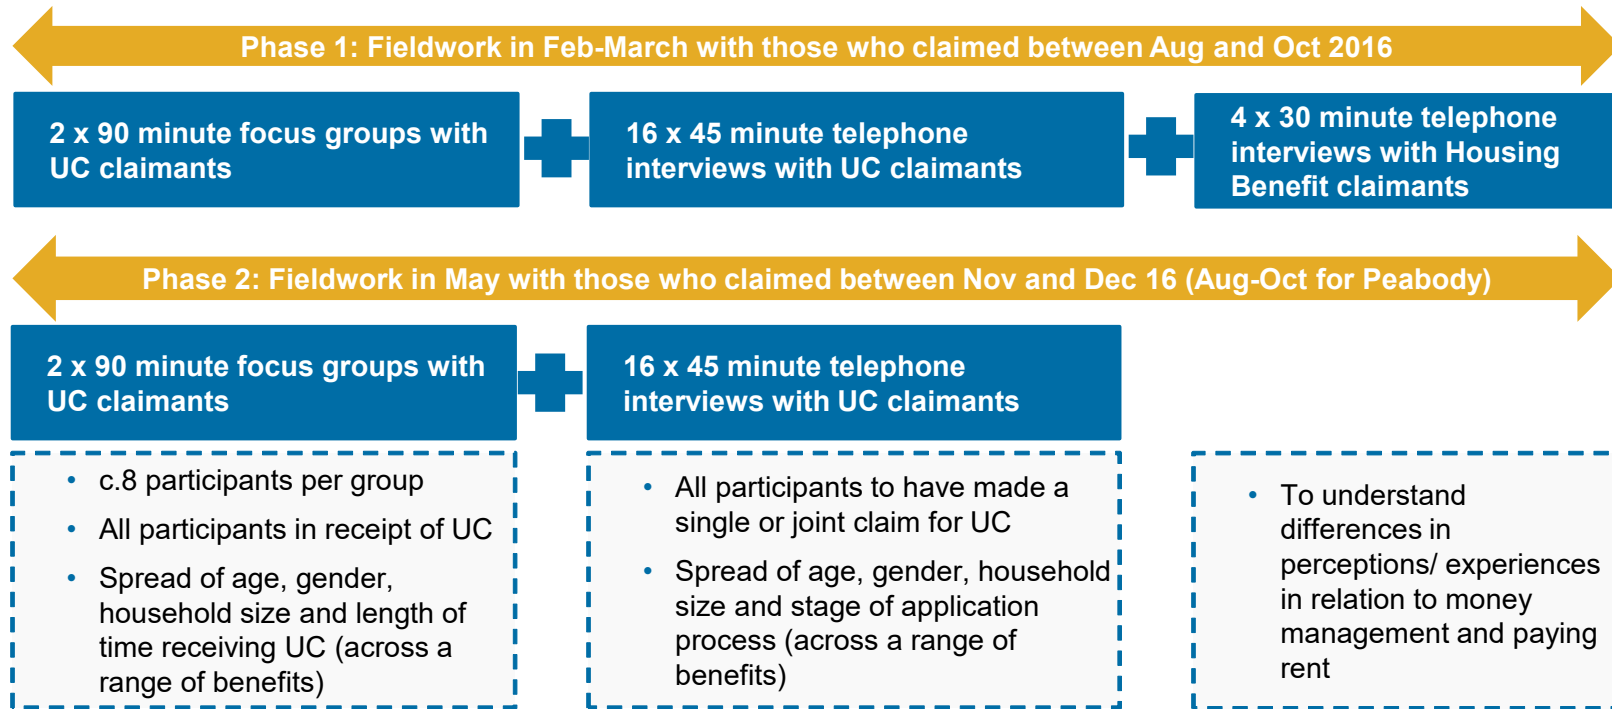 Phase 1: Fieldwork in Feb-March with those who claimed between Aug and Oct 2016
2 x 90 minute focus groups with
UC claimants
16 x 45 minute telephone
interviews with UC claimants
4 x 30 minute telephone
interviews with Housing
Benefit claimants
Phase 2: Fieldwork in May with those who claimed between Nov and Dec 16 (Aug-Oct for Peabody)
2 x 90 minute focus groups with
UC claimants
16 x 45 minute telephone
interviews with UC claimants
• c.8 participants per group
• All participants in receipt of UC
• Spread of age, gender,
household size and length of
time receiving UC (across a
range of benefits)
• All participants to have made a
single or joint claim for UC
• Spread of age, gender, household
size and stage of application
process (across a range of
benefits)
• To understand
differences in
perceptions/ experiences
in relation to money
management and paying
rent